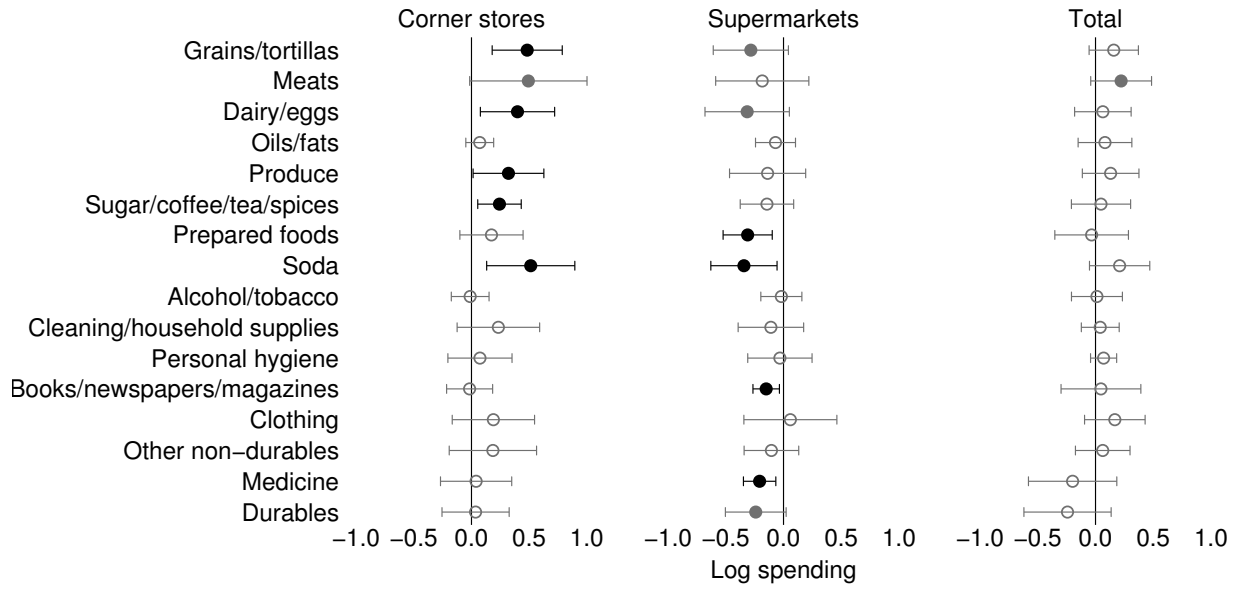 Corner stores Supermarkets Total
Grains/tortillas
Meats
Dairy/eggs
Oils/fats
Produce
Sugar/coffee/tea/spices
Prepared foods
Soda
Alcohol/tobacco
Cleaning/household supplies
Personal hygiene
Books/newspapers/magazines
Clothing
Other non−durables
Medicine
Durables
−1.0 −0.5 0.0 0.5 1.0 −1.0 −0.5 0.0 0.5 1.0 −1.0 −0.5 0.0 0.5 1.0
Log spending